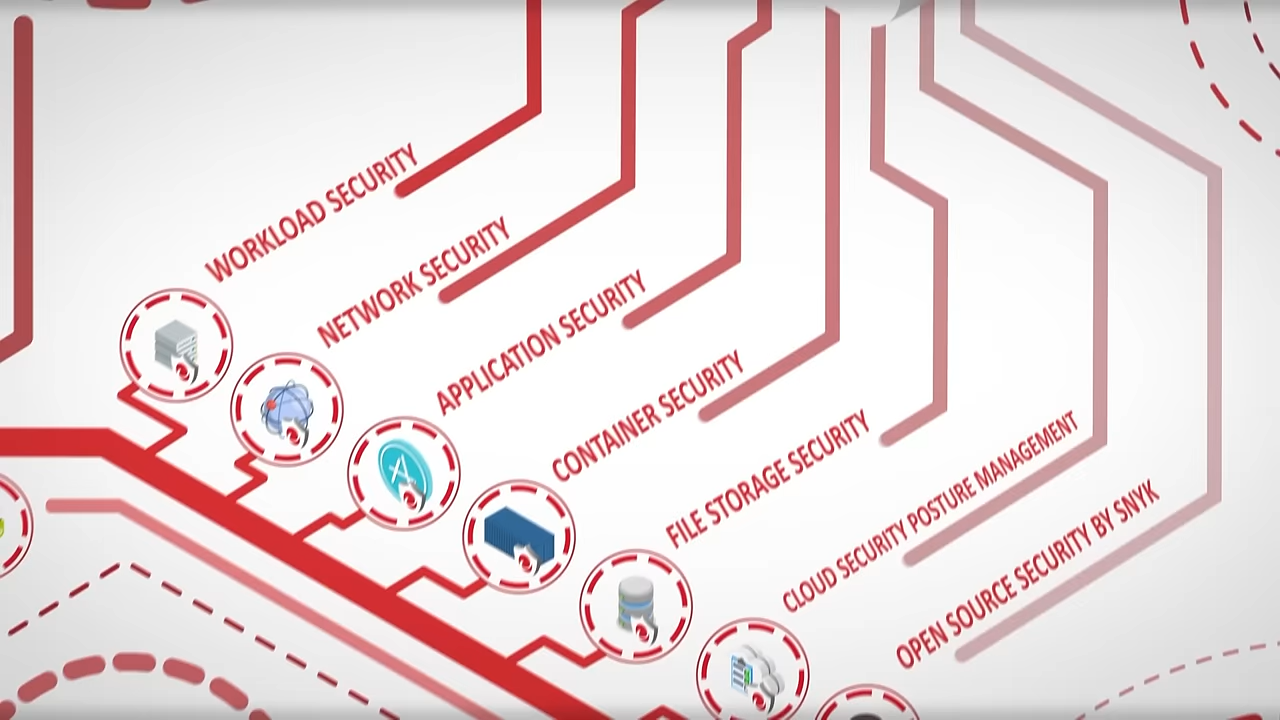 WORKLOAD SECURITY
NETWORK SECURITY
APPLICATION SECURITY
CONTAINER SECURITY
FILE STORAGE SECURITY
CLOUD SECURITY POSTURE MANAGEMENT
OPEN SOURCE SECURITY BY SNYK